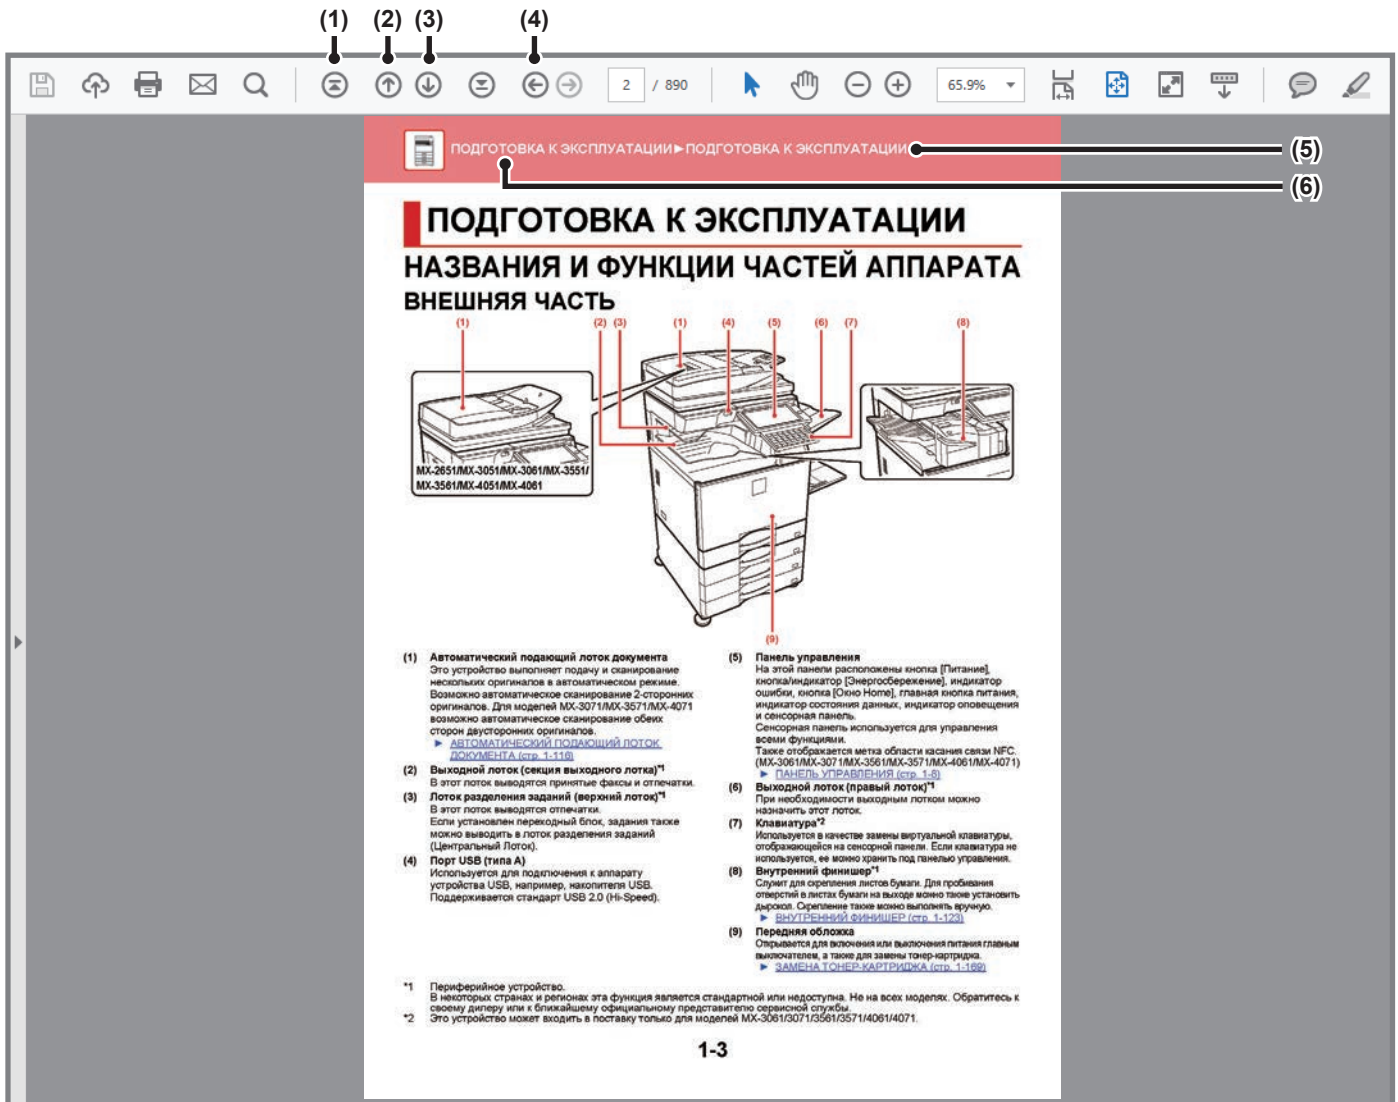 (1) (2) (3) (4)
2 / 890 65.9%
ПОДГОТОВКА К ЭКСПЛУАТАЦИИ►ПОДГОТОВКА К ЭКСПЛУАТАЦИИ
(5)
(6)
ПОДГОТОВКА К ЭКСПЛУАТАЦИИ
НАЗВАНИЯ И ФУНКЦИИ ЧАСТЕЙ АППАРАТА
ВНЕШНЯЯ ЧАСТЬ
(1) (2) (3) (1) (4) (5) (6) (7) (8)
MX-2651/MX-3051/MX-3061/MX-3551/
MX-3561/MX-4051/MX-4061
(9)
(1) Автоматический подающий лоток документа
Это устройство выполняет подачу и сканирование
нескольких оригиналов в автоматическом режиме.
Возможно автоматическое сканирование 2-сторонних
оригиналов. Для моделей MX-3071/MX-3571/MX-4071
возможно автоматическое сканирование обеих
сторон двусторонних оригиналов.
► АВТОМАТИЧЕСКИЙ ПОДАЮЩИЙ ЛОТОК
ДОКУМЕНТА (стр. 1-116)
(2) Выходной лоток (секция выходного лотка)*1
В этот лоток выводятся принятые факсы и отпечатки.
(3) Лоток разделения заданий (верхний лоток)*1
В этот лоток выводятся отпечатки.
Если установлен переходный блок, задания также
можно выводить в лоток разделения заданий
(Центральный Лоток).
(4) Порт USB (типа A)
Используется для подключения к аппарату
устройства USB, например, накопителя USB.
Поддерживается стандарт USB 2.0 (Hi-Speed).
(5) Панель управления
На этой панели расположены кнопка [Питание],
кнопка/индикатор [Энергосбережение], индикатор
ошибки, кнопка [Окно Home], главная кнопка питания,
индикатор состояния данных, индикатор оповещения
и сенсорная панель.
Сенсорная панель используется для управления
всеми функциями.
Также отображается метка области касания связи NFC.
(MX-3061/MX-3071/MX-3561/MX-3571/MX-4061/MX-4071)
► ПАНЕЛЬ УПРАВЛЕНИЯ (стр. 1-8)
(6) Выходной лоток (правый лоток)*1
При необходимости выходным лотком можно
назначить этот лоток.
(7) Клавиатура*2
Используется в качестве замены виртуальной клавиатуры,
отображающейся на сенсорной панели. Если клавиатура не
используется, ее можно хранить под панелью управления.
(8) Внутренний финишер*1
Служит для скрепления листов бумаги. Для пробивания
отверстий в листах бумаги на выходе можно также установить
дырокол. Скрепление также можно выполнять вручную.
► ВНУТРЕННИЙ ФИНИШЕР (стр. 1-123)
(9) Передняя обложка
Открывается для включения или выключения питания главным
выключателем, а также для замены тонер-картриджа.
► ЗАМЕНА ТОНЕР-КАРТРИДЖА (стр. 1-169)
*1 Периферийное устройство.
В некоторых странах и регионах эта функция является стандартной или недоступна. Не на всех моделях. Обратитесь к
своему дилеру или к ближайшему официальному представителю сервисной службы.
*2 Это устройство может входить в поставку только для моделей MX-3061/3071/3561/3571/4061/4071.
1-3